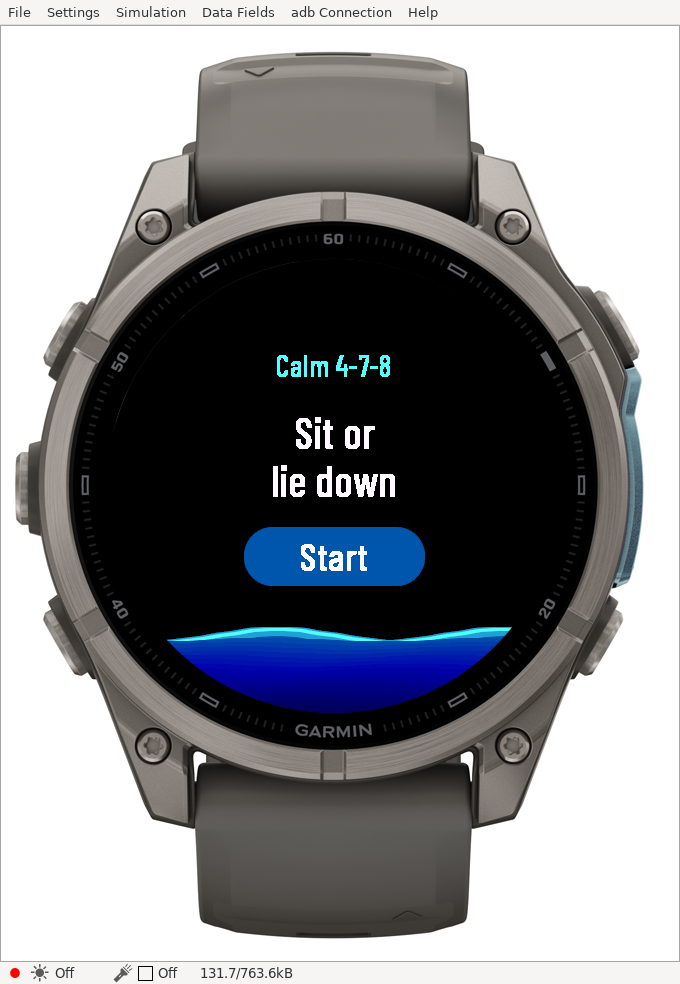 File Settings Simulation Data Fields adb Connection Help
60
50
Calm 4-7-8
Sit or
lie down
Start
40
20
GARMIN
Off Off 131.7/763.6kB